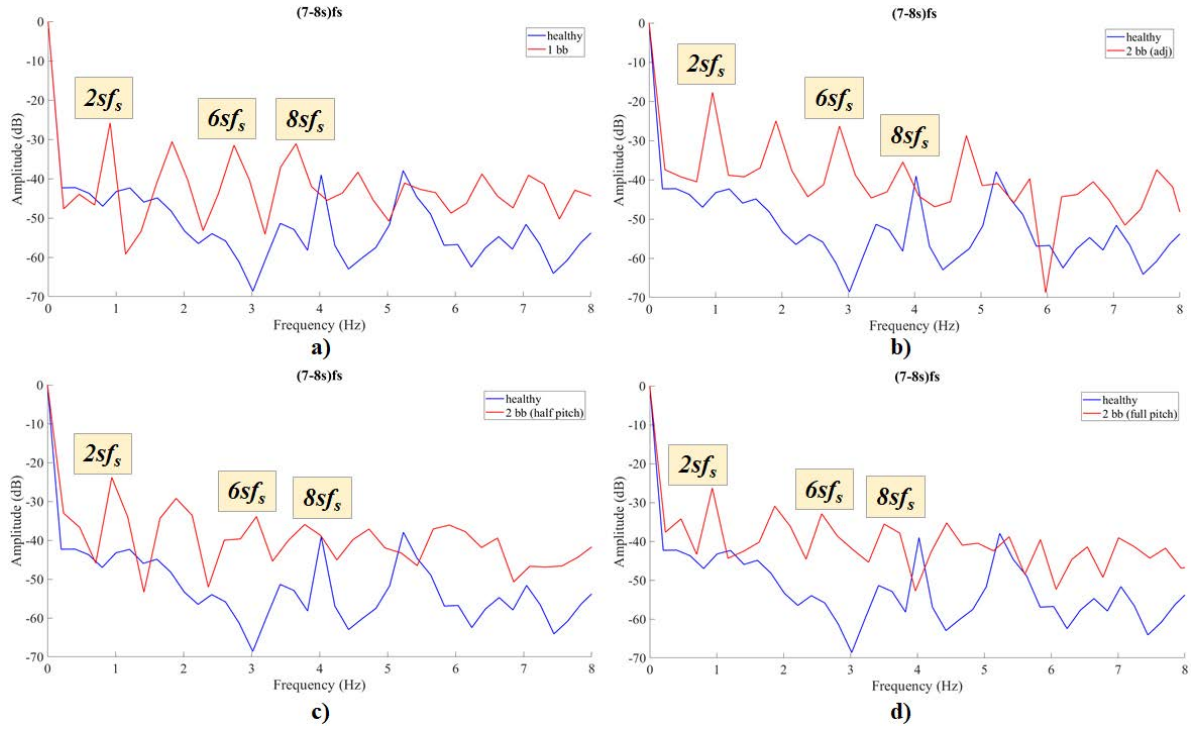 (7-8s)fs
healthy
1 bb
2sfs
6sfs
8sfs
0
-10
-20
-30
-40
-50
-60
-70
Amplitude (dB)
0 1 2 3 4 5 6 7 8
Frequency (Hz)
a)
(7-8s)fs
healthy
2 bb (adj)
2sfs
6sfs
8sfs
0
-10
-20
-30
-40
-50
-60
-70
Amplitude (dB)
0 1 2 3 4 5 6 7 8
Frequency (Hz)
b)
(7-8s)fs
healthy
2 bb (half pitch)
2sfs
6sfs
8sfs
0
-10
-20
-30
-40
-50
-60
-70
Amplitude (dB)
0 1 2 3 4 5 6 7 8
Frequency (Hz)
c)
(7-8s)fs
healthy
2 bb (full pitch)
2sfs
6sfs
8sfs
0
-10
-20
-30
-40
-50
-60
-70
Amplitude (dB)
0 1 2 3 4 5 6 7 8
Frequency (Hz)
d)